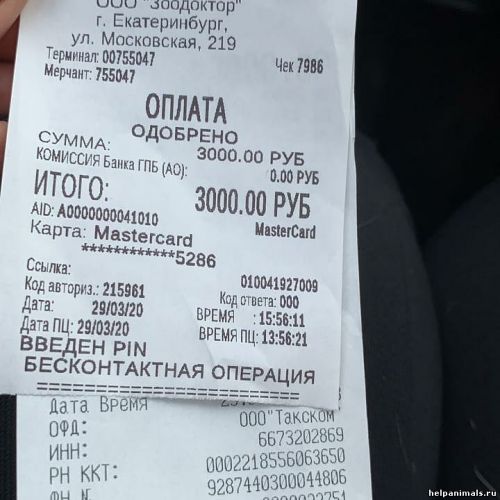 ООО "Зоодоктор"
г. Екатеринбург,
ул. Московская, 219
Терминал: 00755047 Чек 7986
Мерчант: 755047
ОПЛАТА
ОДОБРЕНО
СУММА: 3000.00 РУБ
КОМИССИЯ Банка ГПБ (АО): 0.00 РУБ
ИТОГО: 3000.00 РУБ
AID: A0000000041010 MasterCard
Карта: Mastercard
************5286
Ссылка: 010041927009
Код авториз.: 215961 Код ответа: 000
Дата: 29/03/20 ВРЕМЯ : 15:56:11
Дата ПЦ: 29/03/20 ВРЕМЯ ПЦ: 13:56:21
ВВЕДЕН PIN
БЕСКОНТАКТНАЯ ОПЕРАЦИЯ
================================
Дата Время
ОФД: ООО"Такском"
ИНН: 6673202869
РН ККТ: 0002218556063650
ФН N 9287440300044806
helpanimals.ru